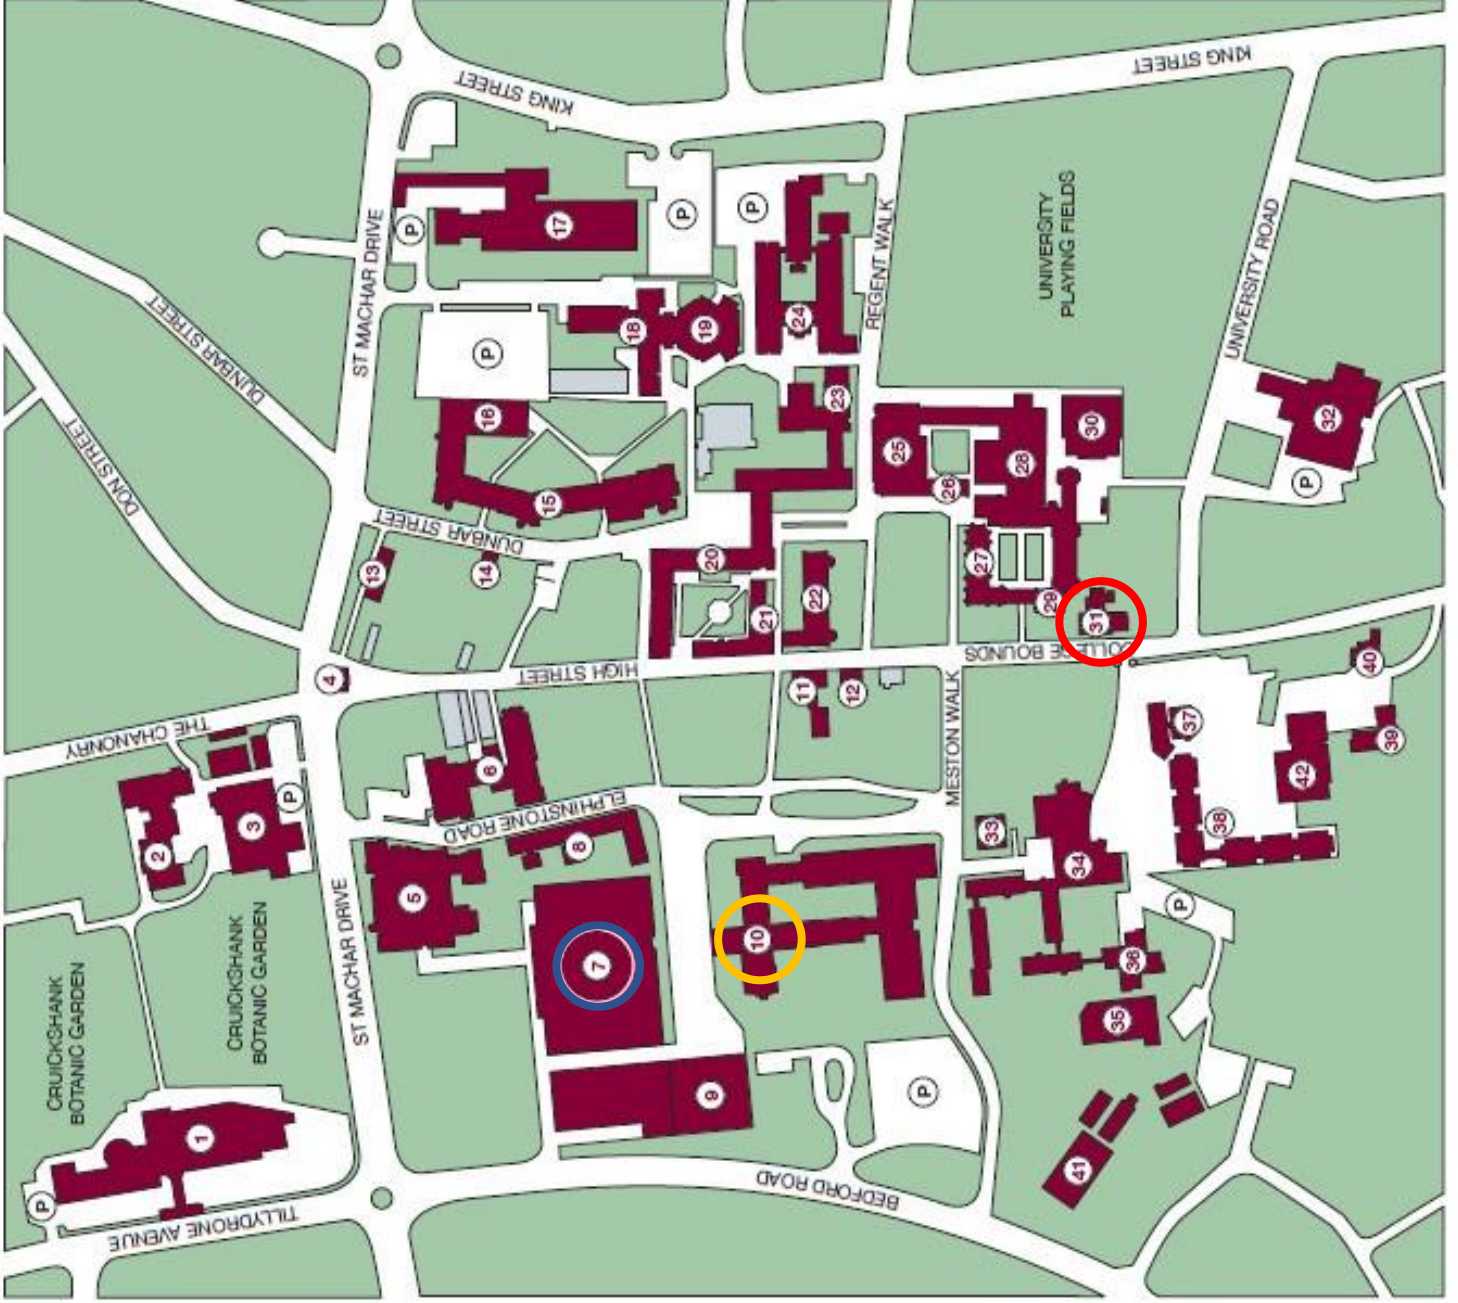 KING STREET
KING STREET
ST MACHAR DRIVE
REGENT WALK
UNIVERSITY
PLAYING FIELDS
UNIVERSITY ROAD
DUNBAR STREET
DON STREET
DUNBAR STREET
HIGH STREET
COLLEGE BOUNDS
THE CHANONRY
MESTON WALK
ELPHINSTONE ROAD
CRUICKSHANK
BOTANIC GARDEN
CRUICKSHANK
BOTANIC GARDEN
ST MACHAR DRIVE
TILLYDRONE AVENUE
BEDFORD ROAD
P
P
P
P
P
P
P
P
P
P
1
2
3
4
5
6
7
8
9
10
11
12
13
14
15
16
17
18
19
20
21
22
23
24
25
26
27
28
29
30
31
32
33
34
35
36
37
38
39
40
41
42